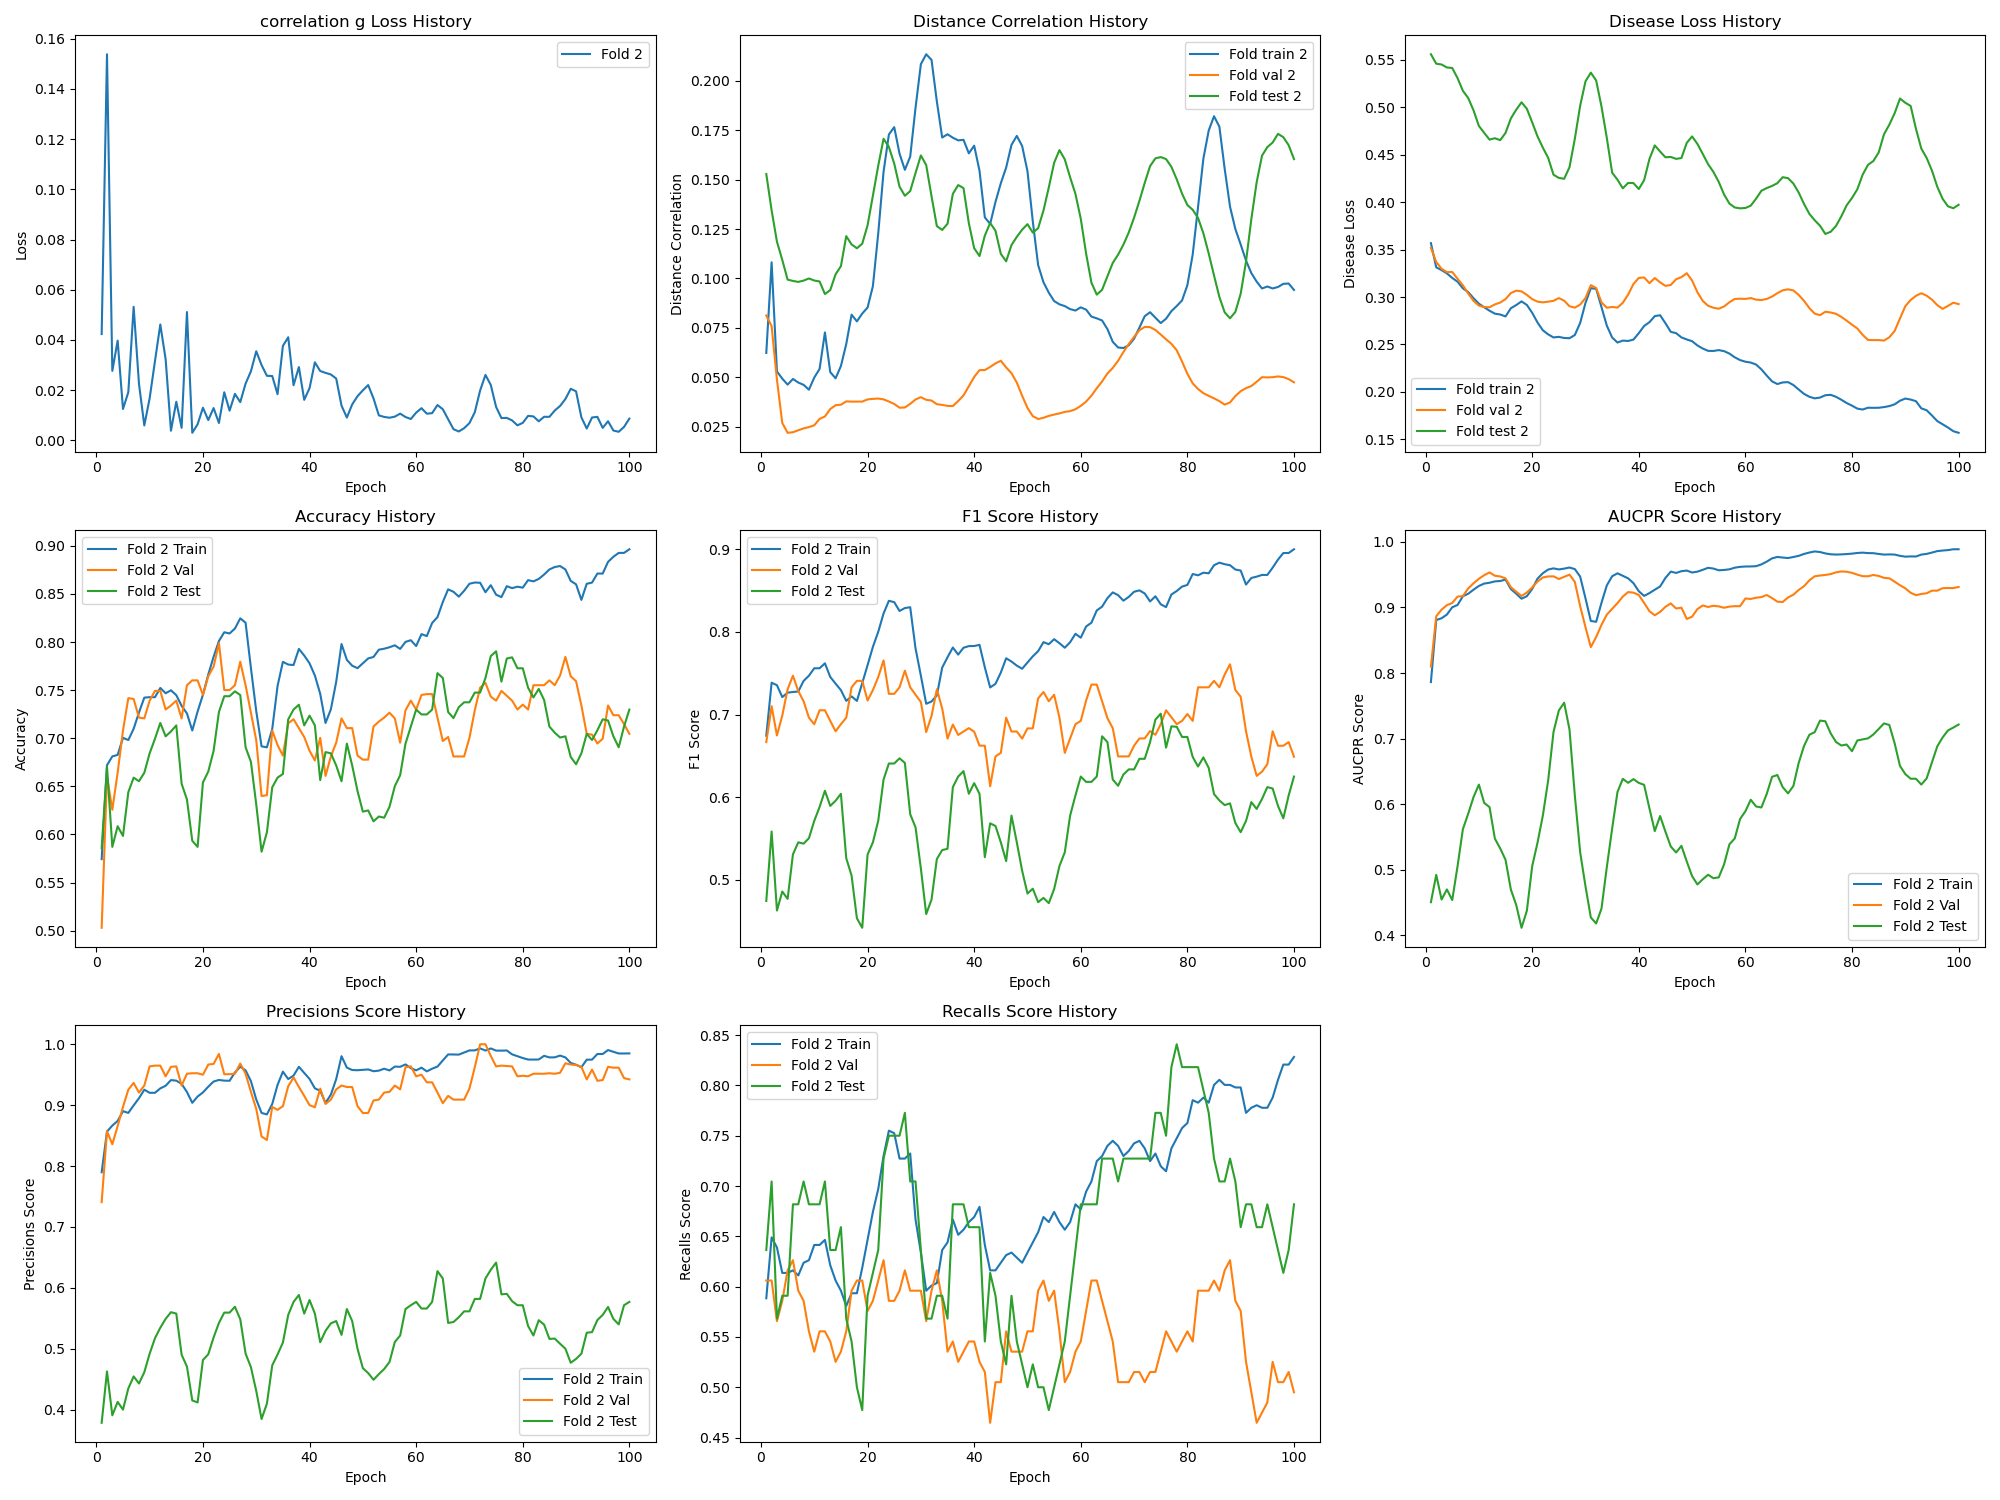 correlation g Loss History
Loss
0.16
0.14
0.12
0.10
0.08
0.06
0.04
0.02
0.00
0 20 40 60 80 100
Epoch
Fold 2
Distance Correlation History
Distance Correlation
0.200
0.175
0.150
0.125
0.100
0.075
0.050
0.025
0 20 40 60 80 100
Epoch
Fold train 2
Fold val 2
Fold test 2
Disease Loss History
Disease Loss
0.55
0.50
0.45
0.40
0.35
0.30
0.25
0.20
0.15
0 20 40 60 80 100
Epoch
Fold train 2
Fold val 2
Fold test 2
Accuracy History
Accuracy
0.90
0.85
0.80
0.75
0.70
0.65
0.60
0.55
0.50
0 20 40 60 80 100
Epoch
Fold 2 Train
Fold 2 Val
Fold 2 Test
F1 Score History
F1 Score
0.9
0.8
0.7
0.6
0.5
0 20 40 60 80 100
Epoch
Fold 2 Train
Fold 2 Val
Fold 2 Test
AUCPR Score History
AUCPR Score
1.0
0.9
0.8
0.7
0.6
0.5
0.4
0 20 40 60 80 100
Epoch
Fold 2 Train
Fold 2 Val
Fold 2 Test
Precisions Score History
Precisions Score
1.0
0.9
0.8
0.7
0.6
0.5
0.4
0 20 40 60 80 100
Epoch
Fold 2 Train
Fold 2 Val
Fold 2 Test
Recalls Score History
Recalls Score
0.85
0.80
0.75
0.70
0.65
0.60
0.55
0.50
0.45
0 20 40 60 80 100
Epoch
Fold 2 Train
Fold 2 Val
Fold 2 Test